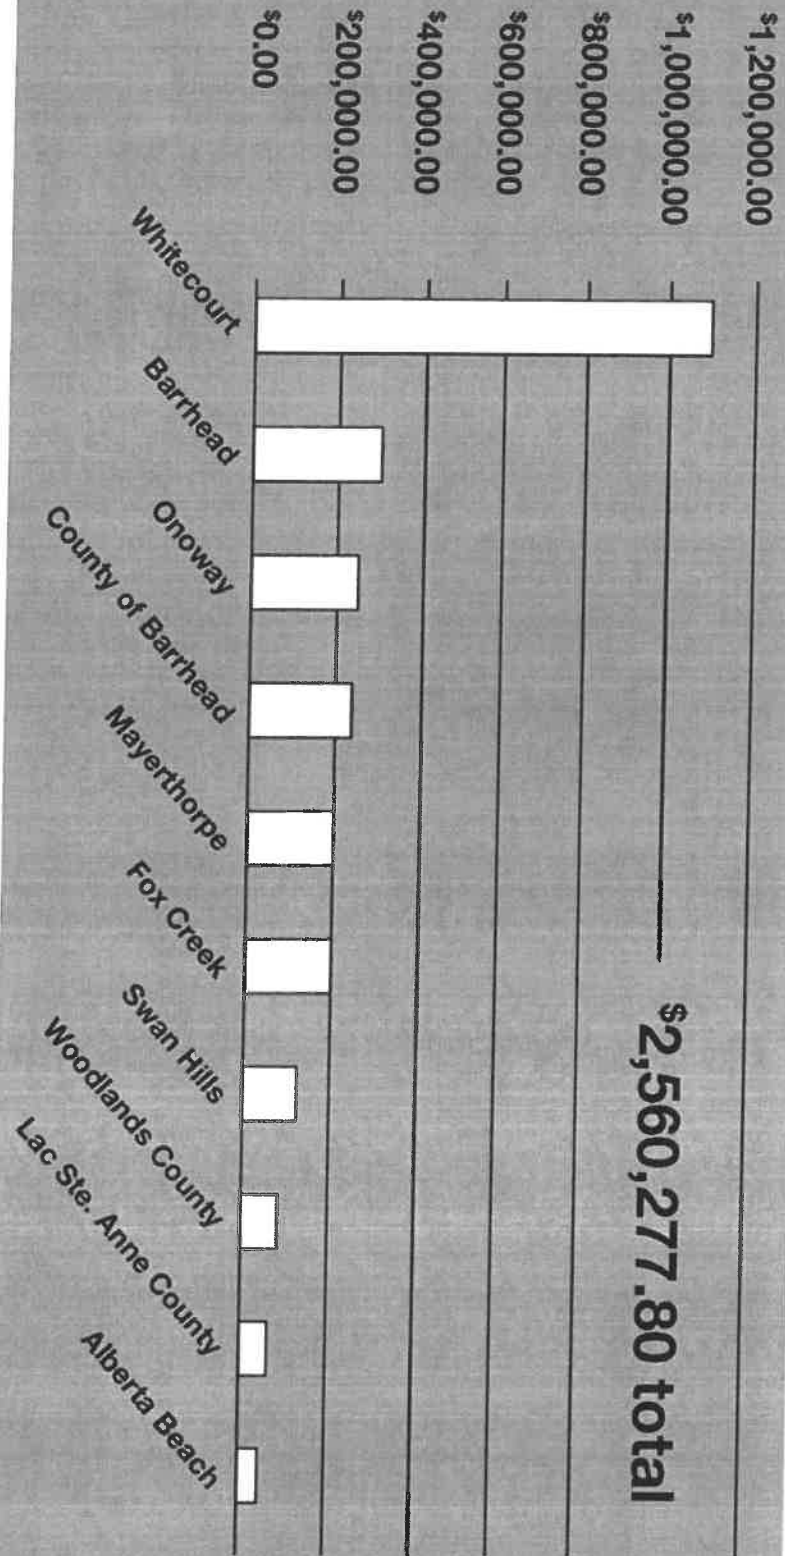 $1,200,000.00
$1,000,000.00
$800,000.00
$600,000.00
$400,000.00
$200,000.00
$0.00
$2,560,277.80 total
Whitecourt
Barrhead
Onoway
County of Barrhead
Mayerthorpe
Fox Creek
Swan Hills
Woodlands County
Lac Ste. Anne County
Alberta Beach